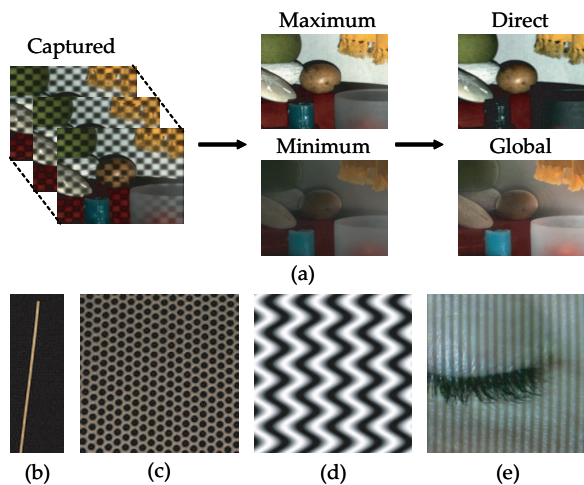 Captured
Maximum
Direct
Minimum
Global
(a)
(b)
(c)
(d)
(e)